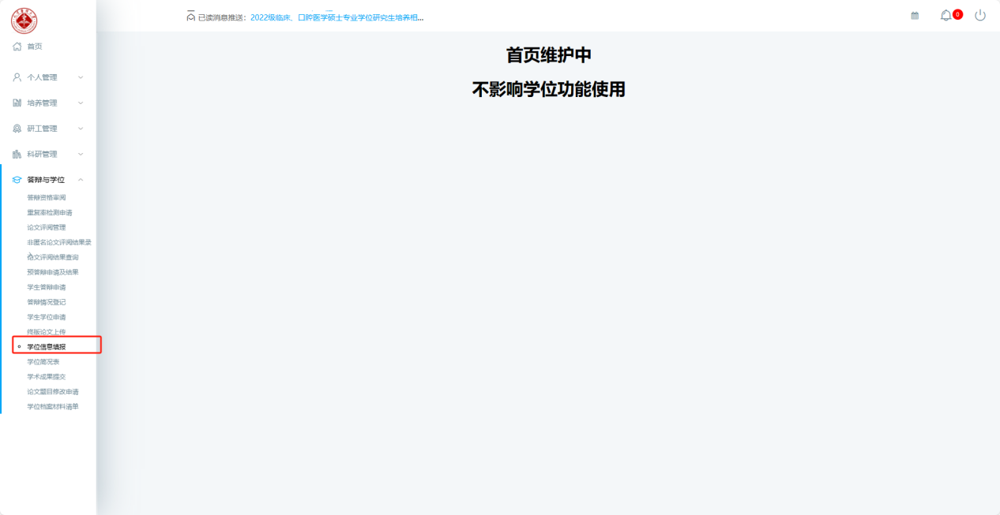 已读消息推送：2022级临床、口腔医学硕士专业学位研究生培养相...
0
首页
个人管理
培养管理
研工管理
科研管理
答辩与学位
答辩资格审阅
重复率检测申请
论文评阅管理
非匿名论文评阅结果录
论文评阅结果查询
预答辩申请及结果
学生答辩申请
答辩情况登记
学生学位申请
终版论文上传
学位信息填报
学位简况表
学术成果提交
论文题目修改申请
学位档案材料清单
首页维护中
不影响学位功能使用